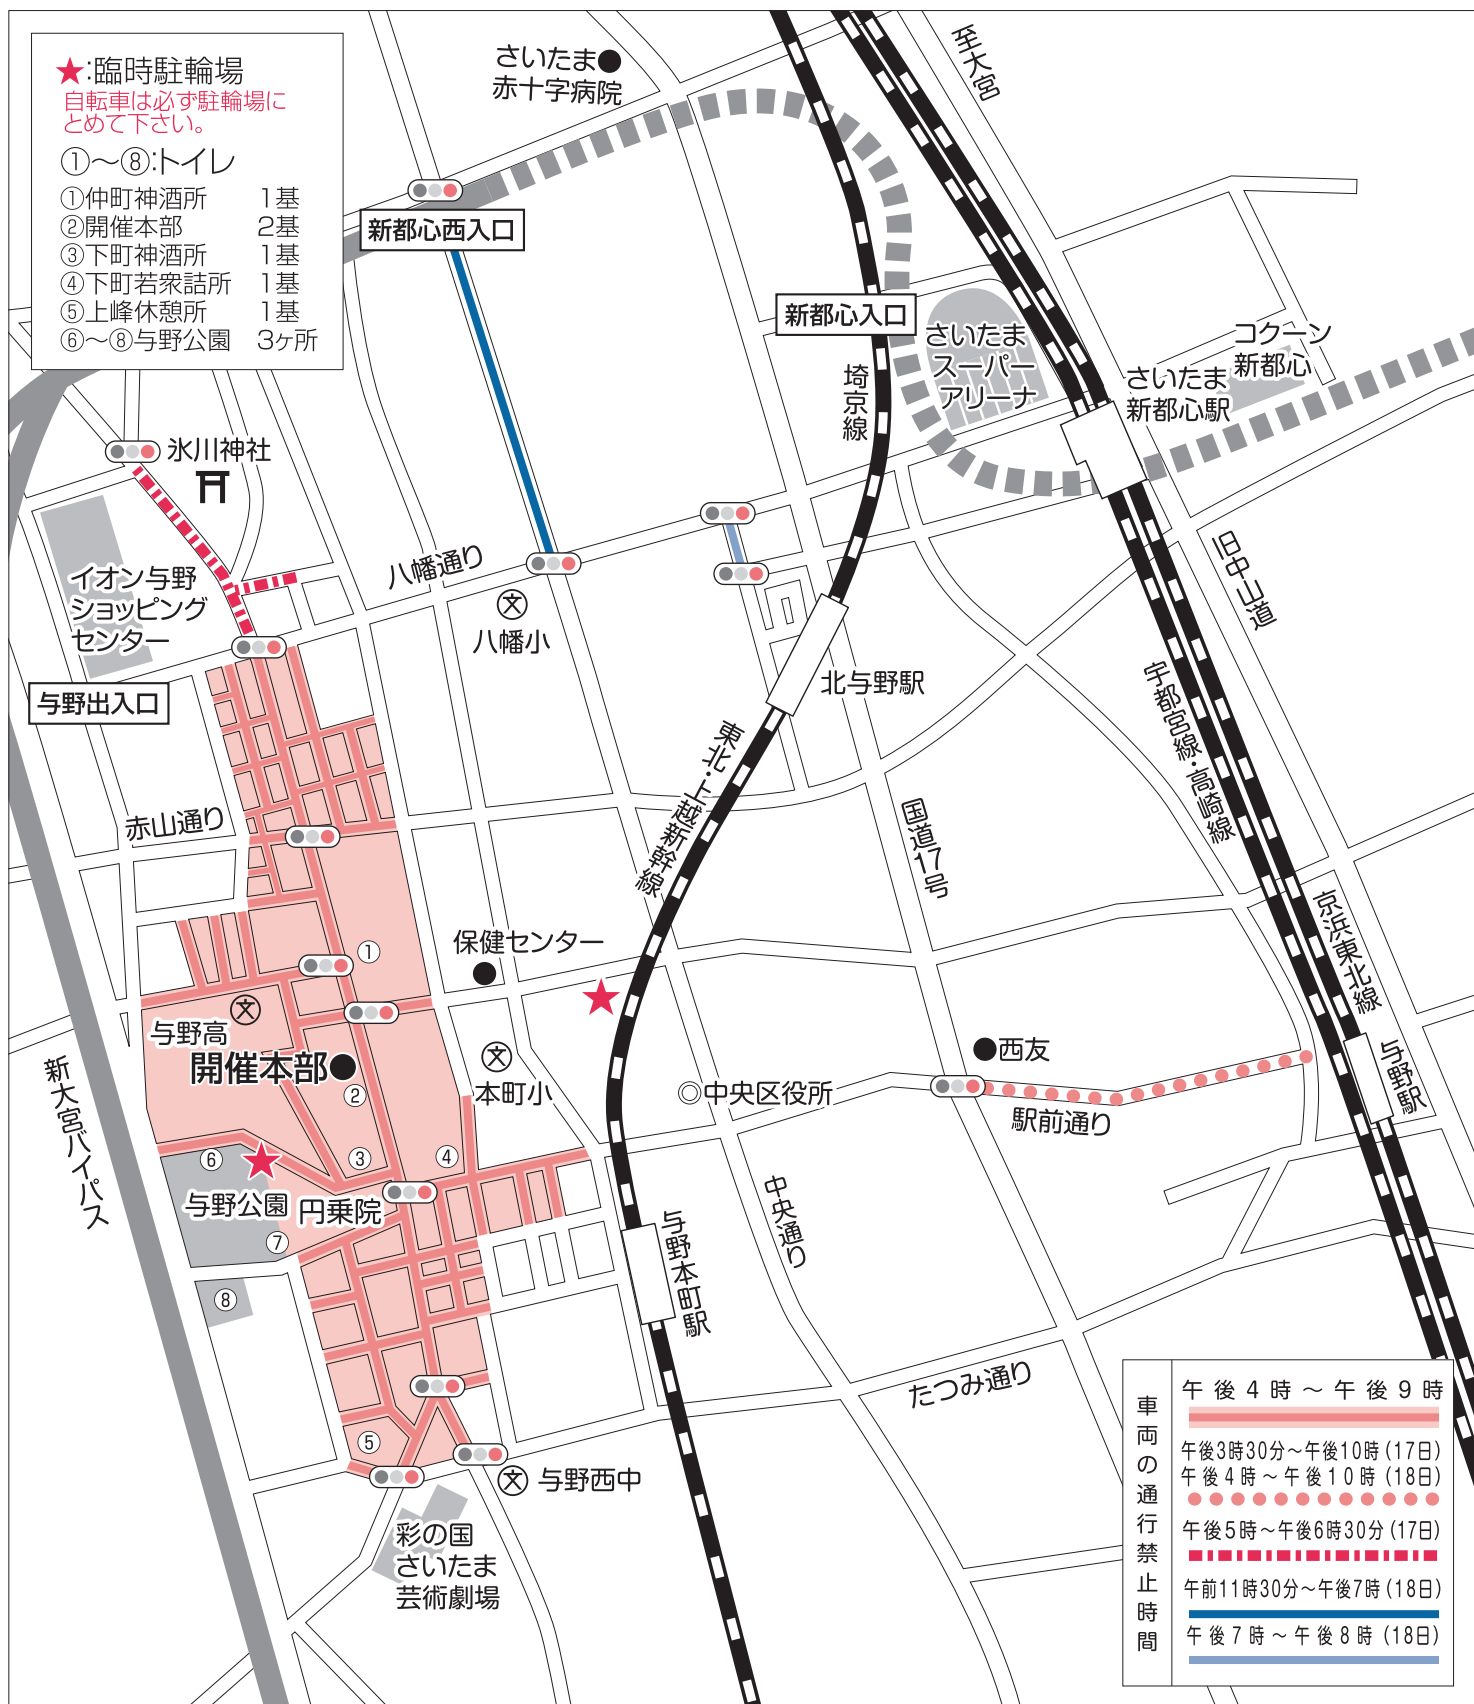 ★:臨時駐輪場
自転車は必ず駐輪場に
とめて下さい。
①～⑧:トイレ
①仲町神酒所 1基
②開催本部 2基
③下町神酒所 1基
④下町若衆詰所 1基
⑤上峰休憩所 1基
⑥～⑧与野公園 3ヶ所
さいたま
赤十字病院
至大宮
新都心西入口
新都心入口
さいたま
スーパー
アリーナ
コクーン
新都心
さいたま
新都心駅
埼京線
氷川神社
イオン与野
ショッピング
センター
八幡通り
文
八幡小
旧中山道
与野出入口
北与野駅
宇都宮線・高崎線
東北・上越新幹線
赤山通り
国道17号
京浜東北線
保健センター
①
文
与野高
開催本部
②
文
本町小
西友
中央区役所
駅前通り
与野駅
新大宮バイパス
⑥
③
④
与野公園
円乗院
⑦
⑧
中央通り
与野本町駅
たつみ通り
⑤
文
与野西中
彩の国
さいたま
芸術劇場
車両の通行禁止時間
午後4時～午後9時
午後3時30分～午後10時(17日)
午後4時～午後10時(18日)
午後5時～午後6時30分(17日)
午前11時30分～午後7時(18日)
午後7時～午後8時(18日)